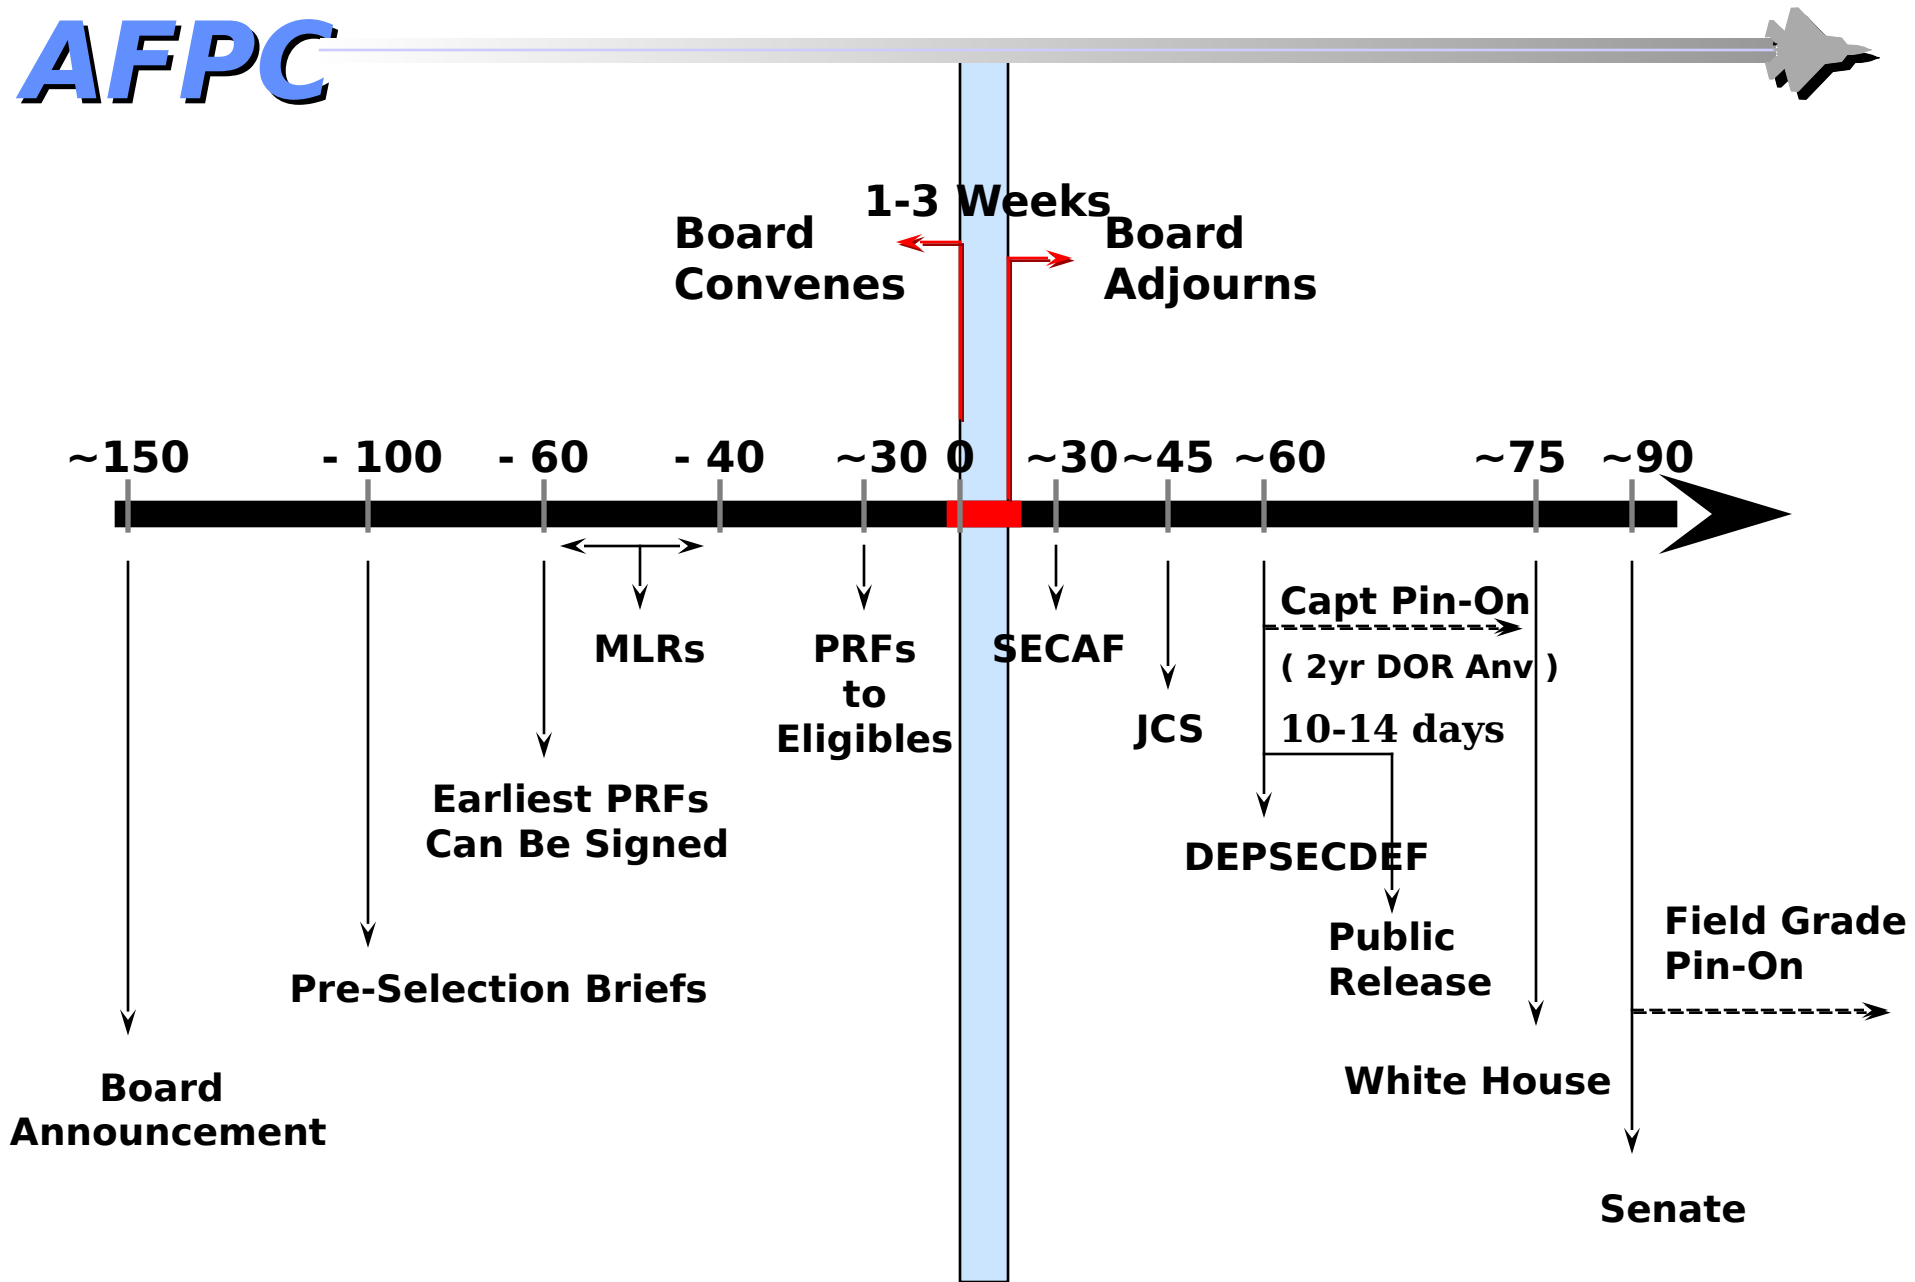 AFPC
1-3 Weeks
Board
Convenes
Board
Adjourns
~150
- 100
- 60
- 40
~30
0
~30
~45
~60
~75
~90
MLRs
PRFs
to
Eligibles
SECAF
JCS
Capt Pin-On
( 2yr DOR Anv )
10-14 days
Earliest PRFs
Can Be Signed
DEPSECDEF
Public
Release
Field Grade
Pin-On
Pre-Selection Briefs
Board
Announcement
White House
Senate